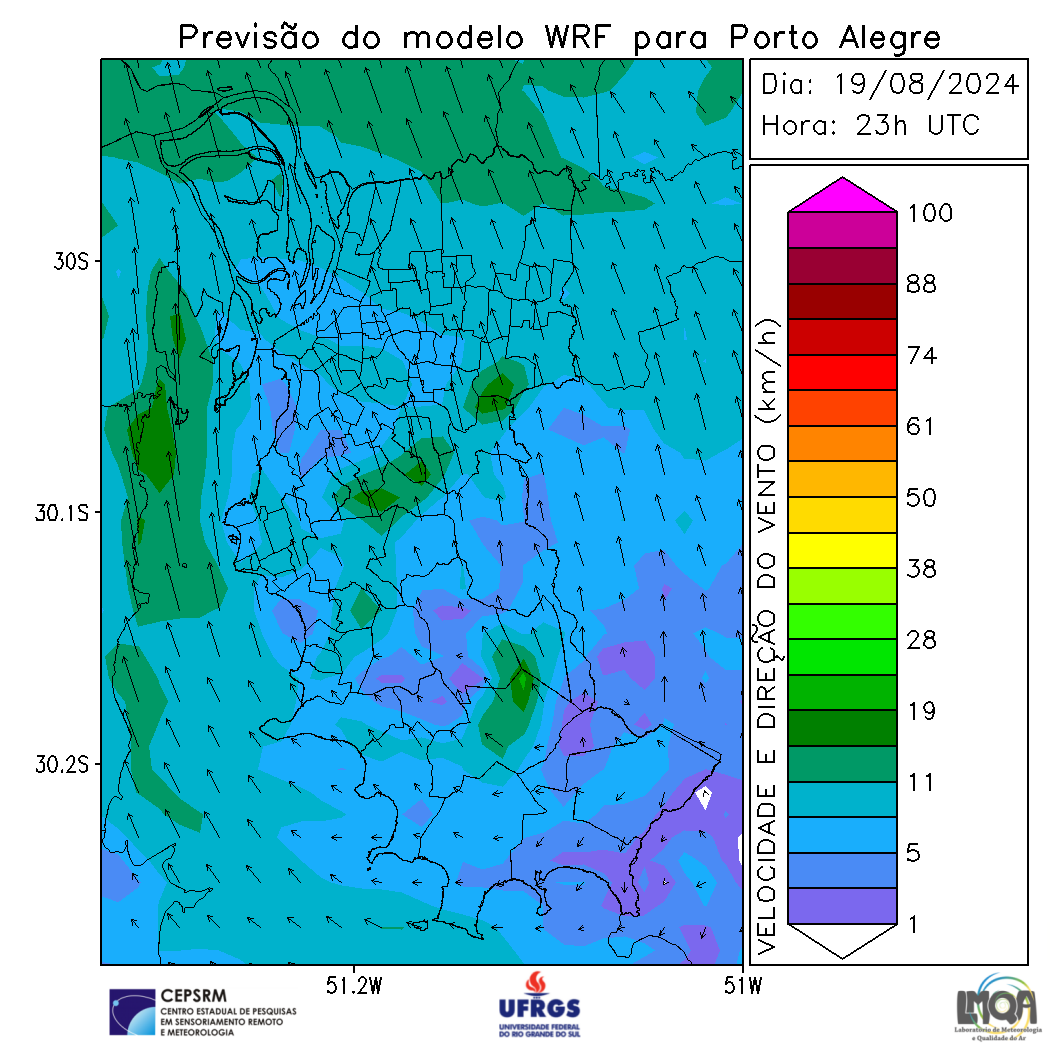 Previsão do modelo WRF para Porto Alegre
Dia: 19/08/2024
Hora: 23h UTC
30S
30.1S
30.2S
51.2W
51W
VELOCIDADE E DIREÇÃO DO VENTO (km/h)
100
88
74
61
50
38
28
19
11
5
1
CEPSRM
CENTRO ESTADUAL DE PESQUISAS
EM SENSORIAMENTO REMOTO
E METEOROLOGIA
UFRGS
UNIVERSIDADE FEDERAL
DO RIO GRANDE DO SUL
LMQA
Laboratório de Meteorologia
e Qualidade do Ar